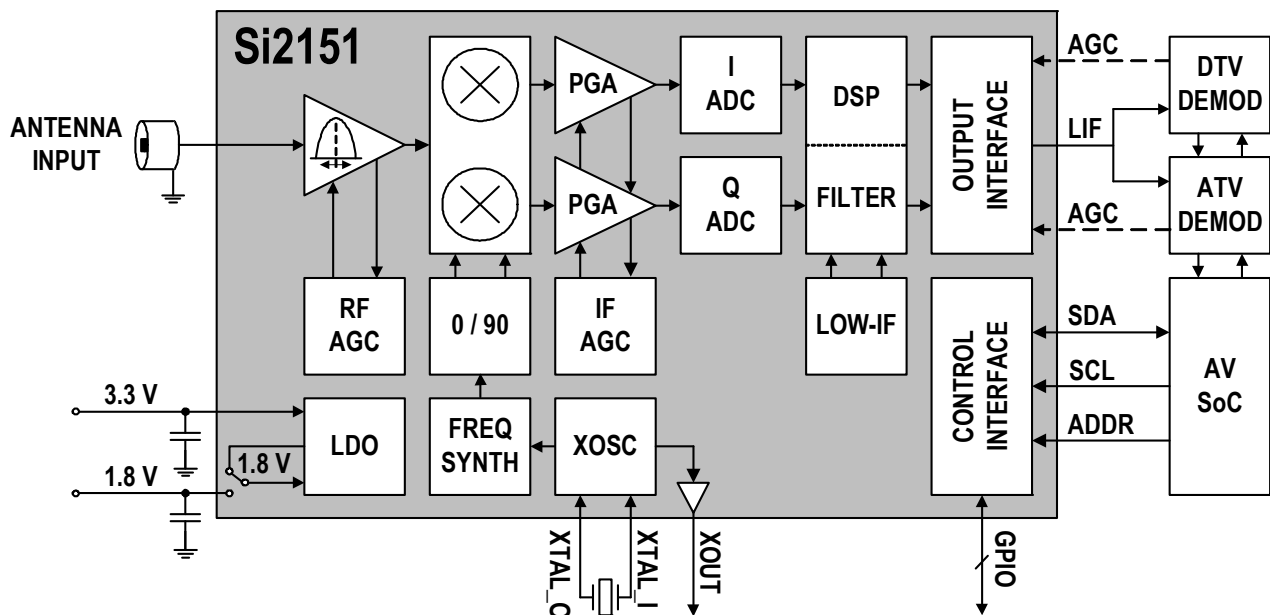 Si2151
ANTENNA
INPUT
PGA
PGA
I
ADC
Q
ADC
DSP
FILTER
OUTPUT
INTERFACE
AGC
LIF
AGC
DTV
DEMOD
ATV
DEMOD
RF
AGC
0 / 90
IF
AGC
LOW-IF
CONTROL
INTERFACE
SDA
SCL
ADDR
AV
SoC
3.3 V
1.8 V
1.8 V
LDO
FREQ
SYNTH
XOSC
XTAL_O
XTAL_I
XOUT
GPIO